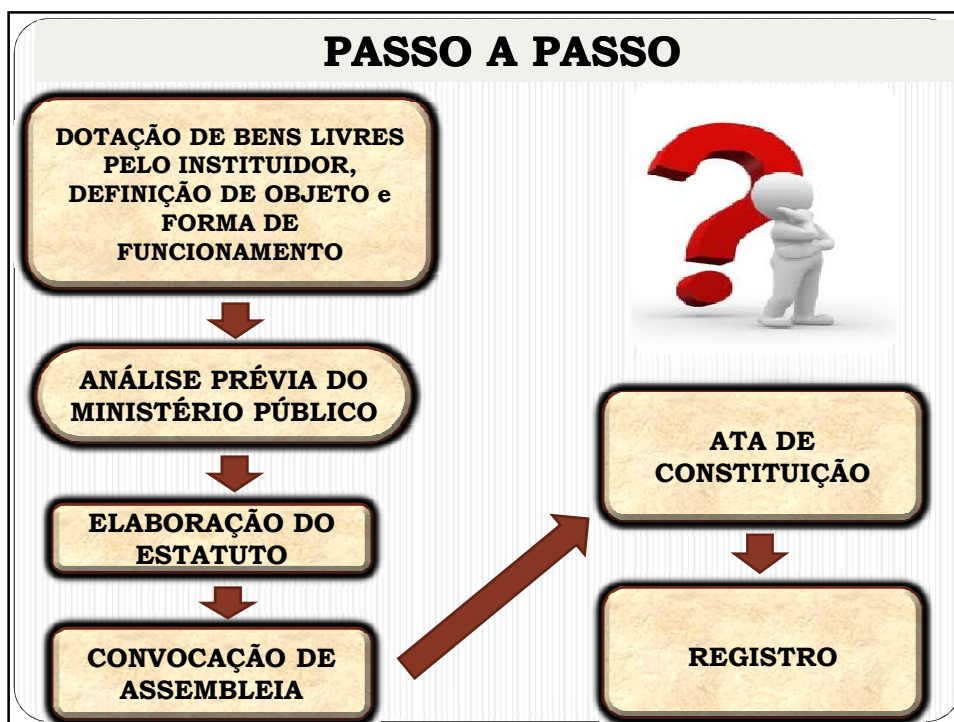 PASSO A PASSO
DOTAÇÃO DE BENS LIVRES
PELO INSTITUIDOR,
DEFINIÇÃO DE OBJETO e
FORMA DE
FUNCIONAMENTO
ANÁLISE PRÉVIA DO
MINISTÉRIO PÚBLICO
ELABORAÇÃO DO
ESTATUTO
CONVOCAÇÃO DE
ASSEMBLEIA
ATA DE
CONSTITUIÇÃO
REGISTRO